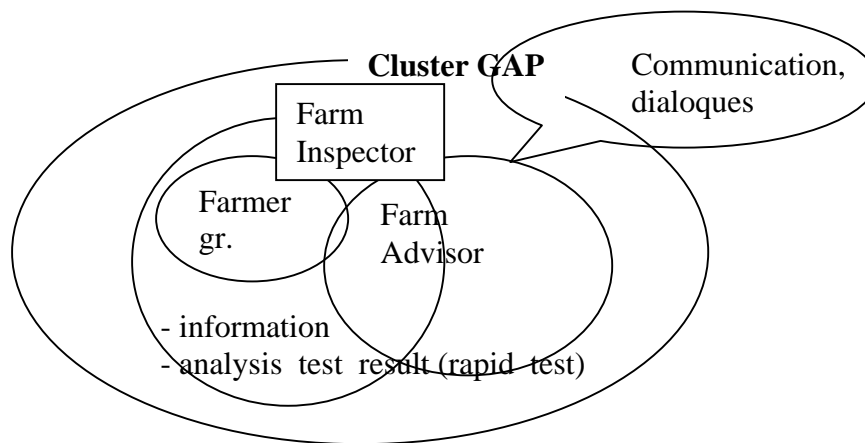 Cluster GAP
Communication,
dialoques
Farm
Inspector
Farmer
gr.
Farm
Advisor
- information
- analysis test result (rapid test)